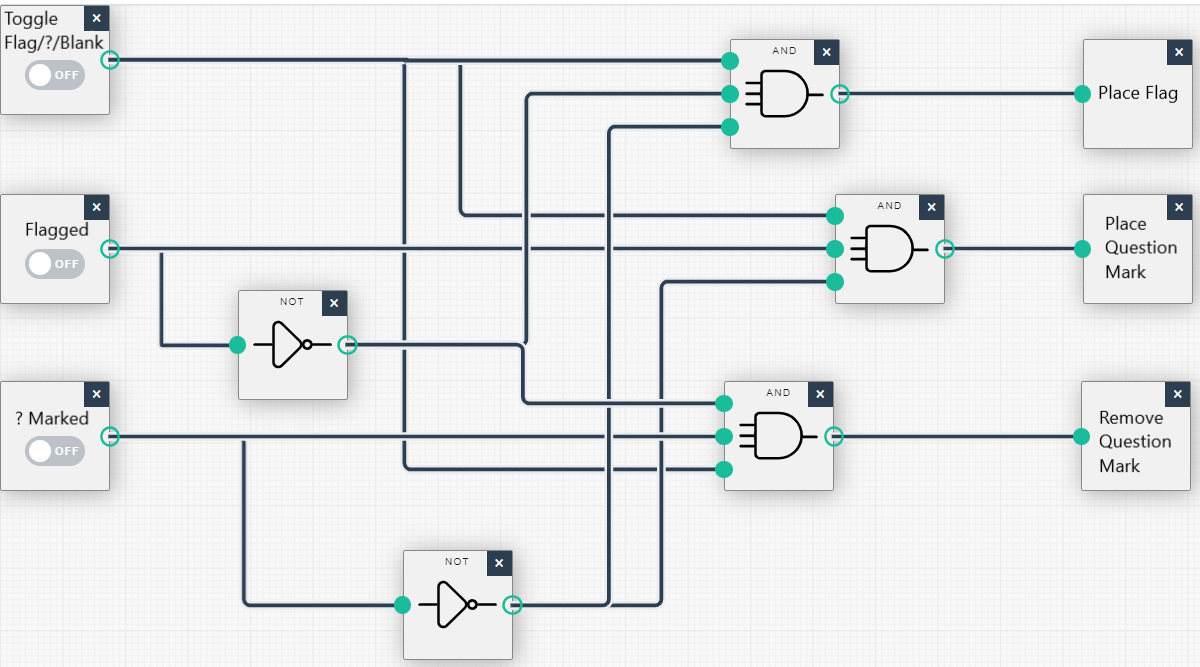 Toggle
Flag/?/Blank
OFF
AND
Place Flag
Flagged
OFF
AND
Place
Question
Mark
NOT
? Marked
OFF
AND
Remove
Question
Mark
NOT